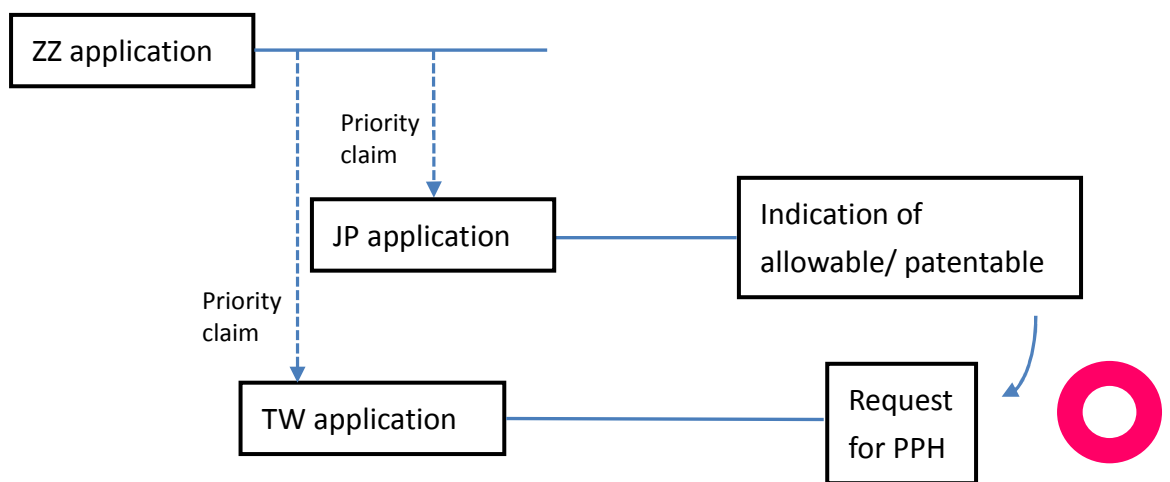 ZZ application
Priority
claim
JP application
Indication of
allowable/ patentable
Priority
claim
TW application
Request
for PPH